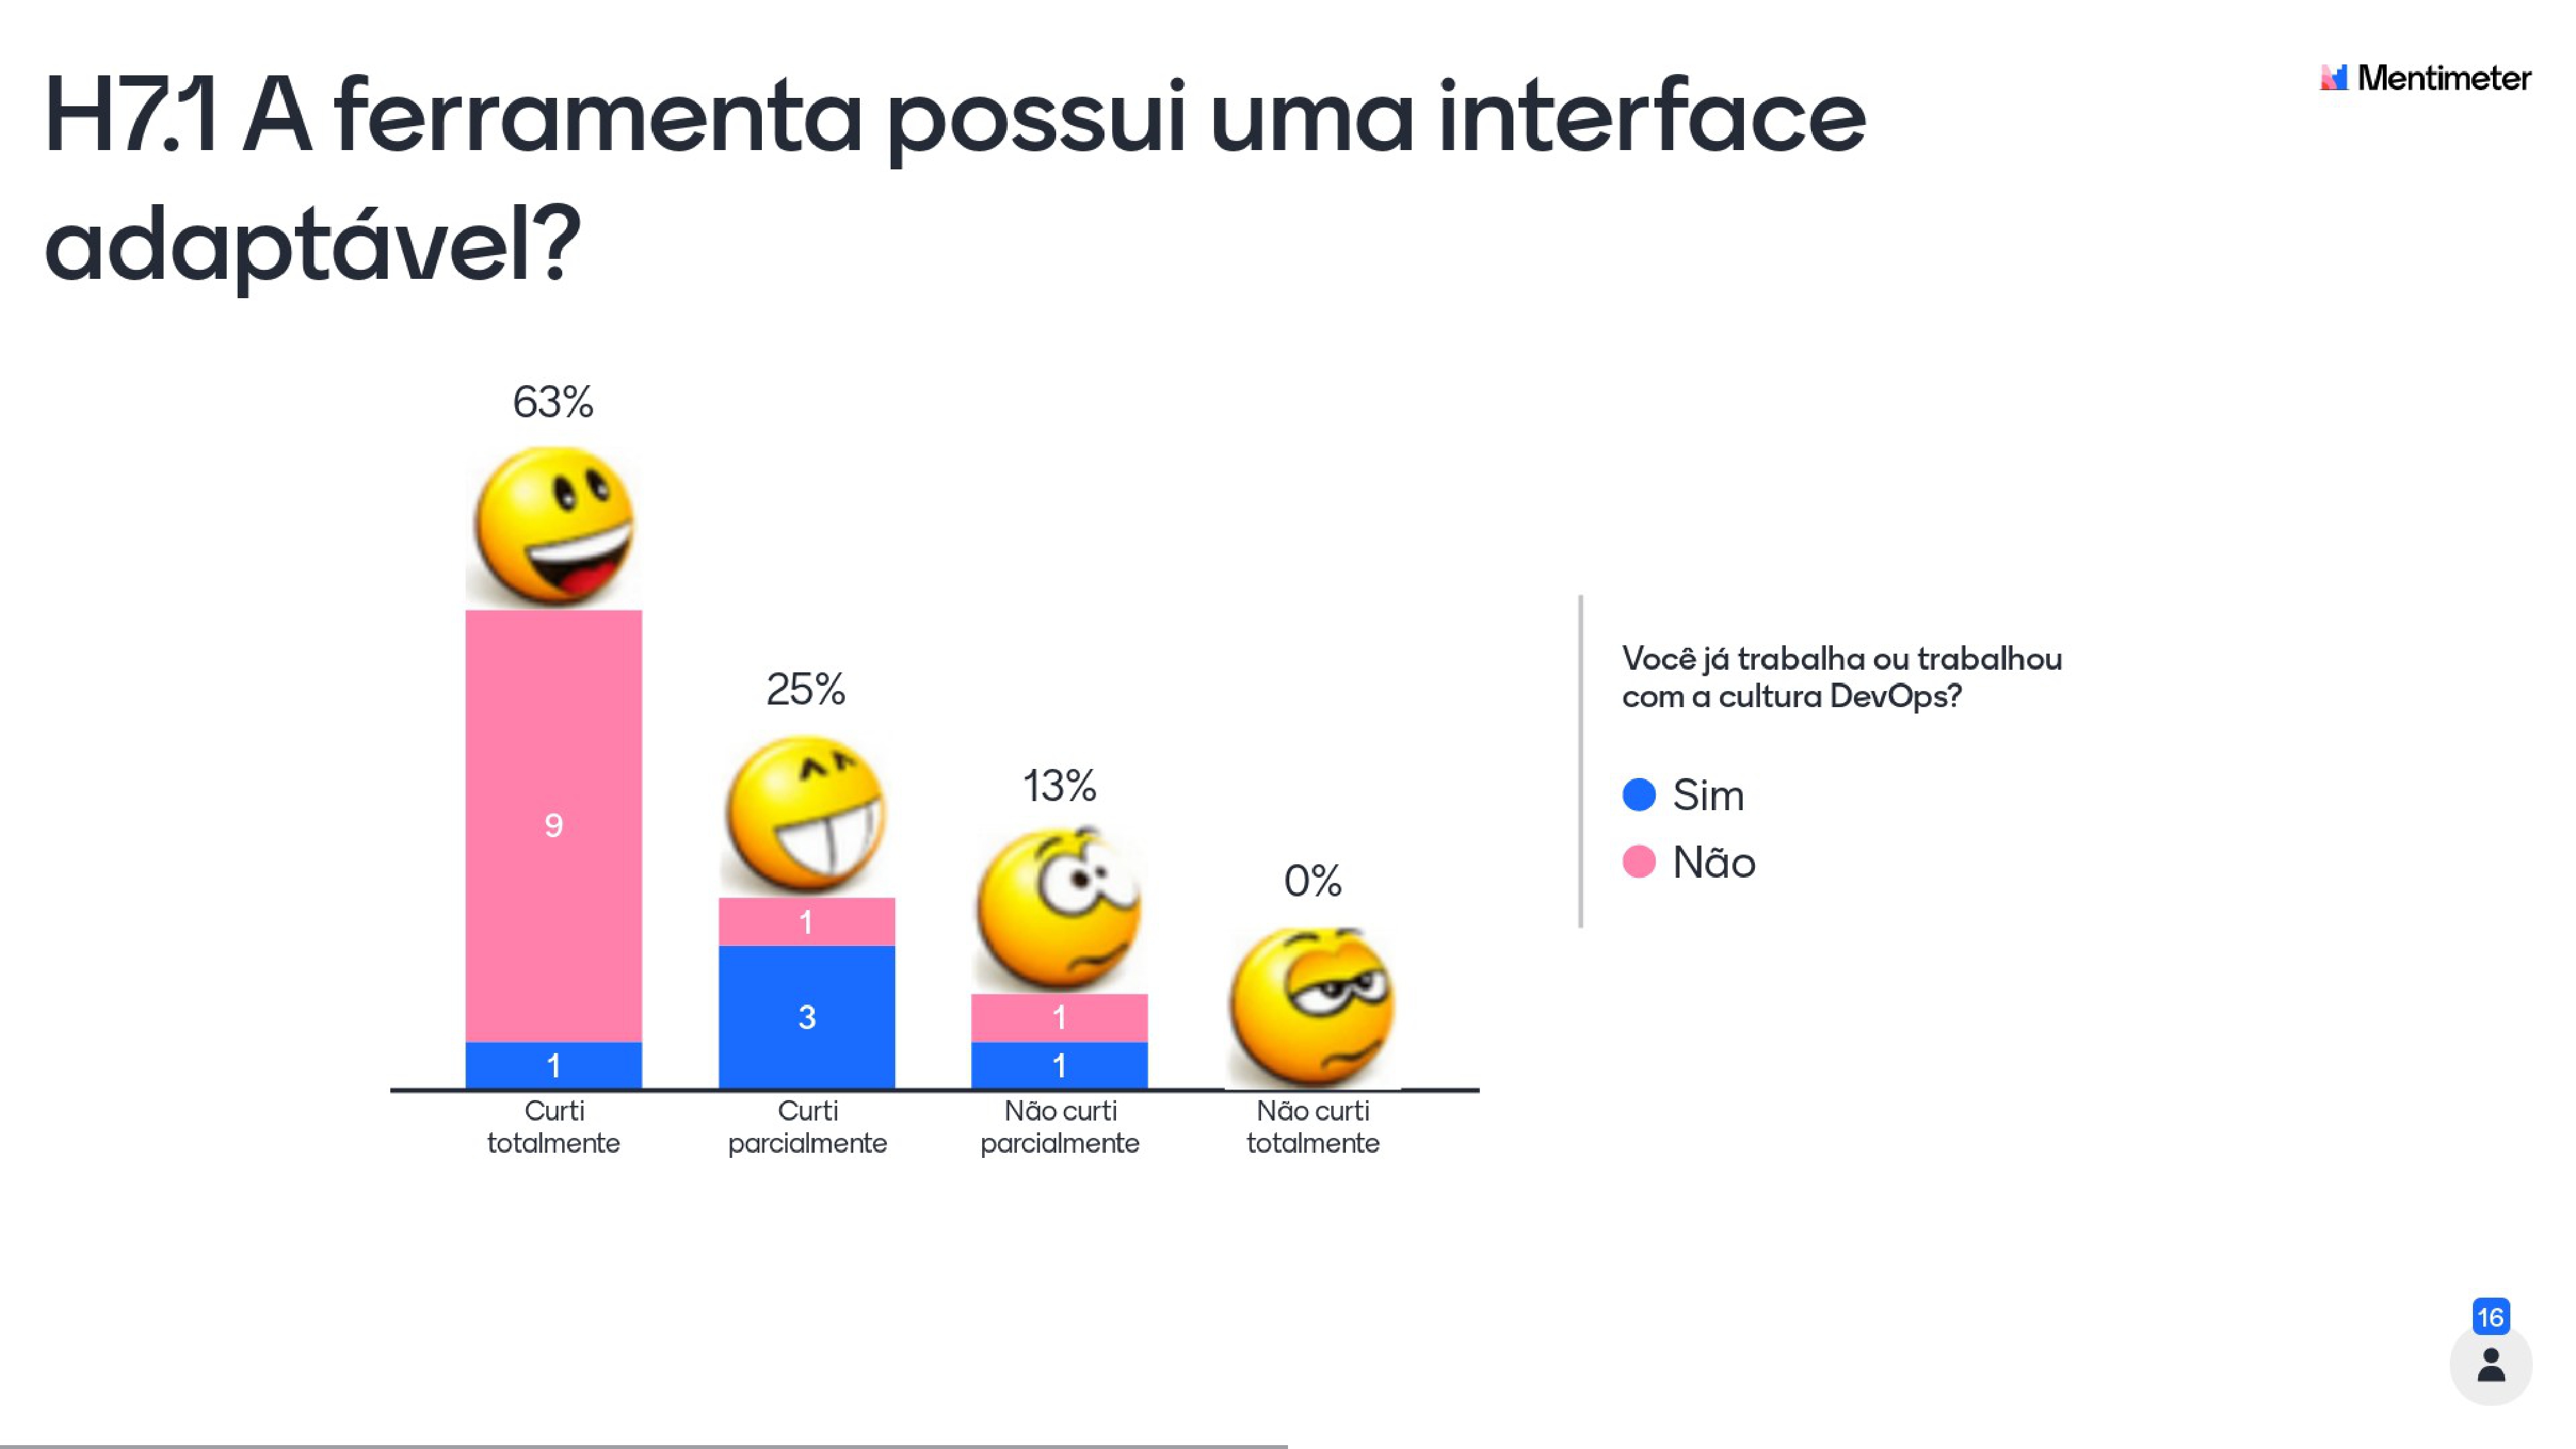 H7.1 A ferramenta possui uma interface
adaptável?
Mentimeter
63%
25%
13%
0%
9
1
1
3
1
1
Curti
totalmente
Curti
parcialmente
Não curti
parcialmente
Não curti
totalmente
Você já trabalha ou trabalhou
com a cultura DevOps?
Sim
Não
16